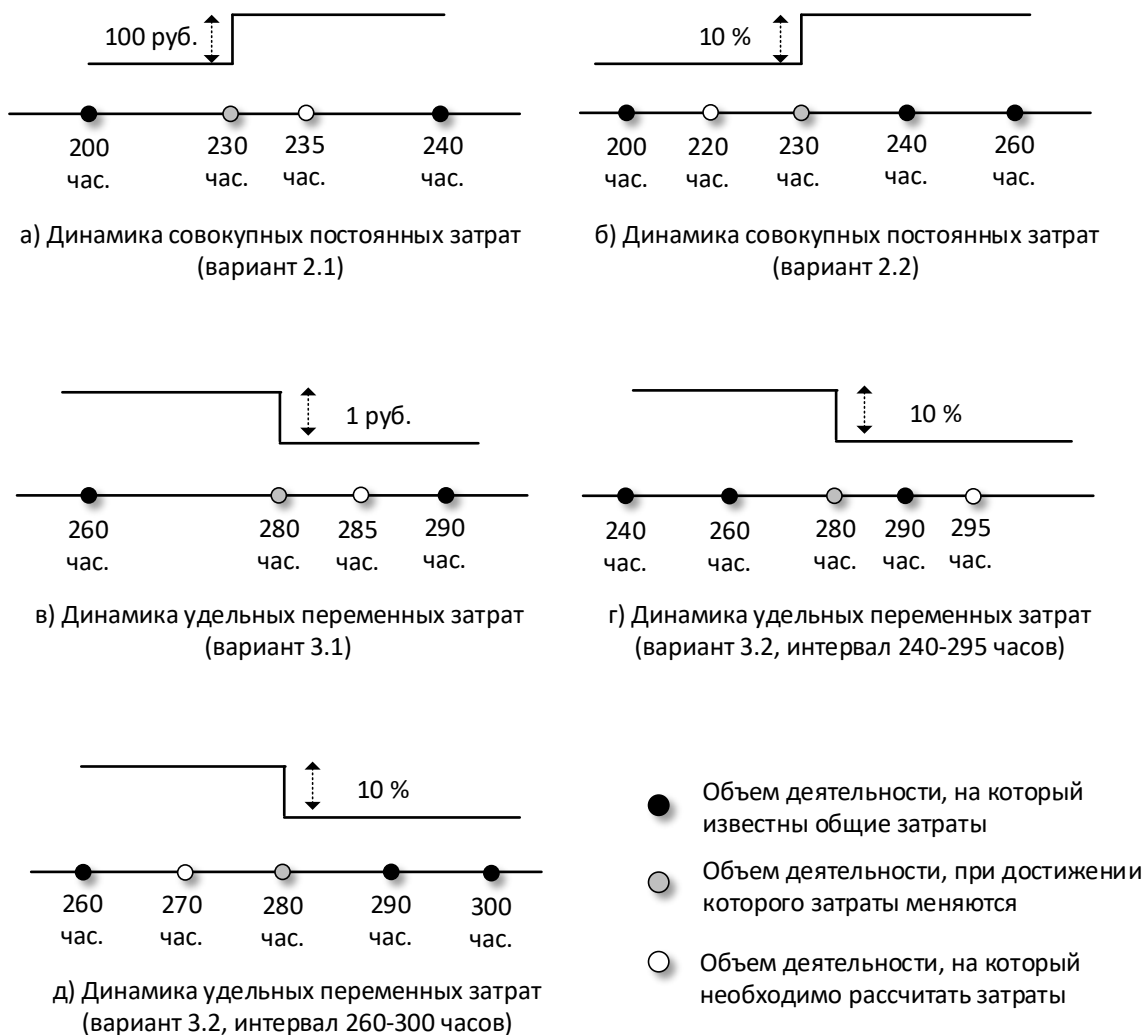 100 руб.
200 час.
230 час.
235 час.
240 час.
а) Динамика совокупных постоянных затрат
(вариант 2.1)
10 %
200 час.
220 час.
230 час.
240 час.
260 час.
б) Динамика совокупных постоянных затрат
(вариант 2.2)
1 руб.
260 час.
280 час.
285 час.
290 час.
в) Динамика удельных переменных затрат
(вариант 3.1)
10 %
240 час.
260 час.
280 час.
290 час.
295 час.
г) Динамика удельных переменных затрат
(вариант 3.2, интервал 240-295 часов)
10 %
260 час.
270 час.
280 час.
290 час.
300 час.
д) Динамика удельных переменных затрат
(вариант 3.2, интервал 260-300 часов)
Объем деятельности, на который
известны общие затраты
Объем деятельности, при достижении
которого затраты меняются
Объем деятельности, на который
необходимо рассчитать затраты